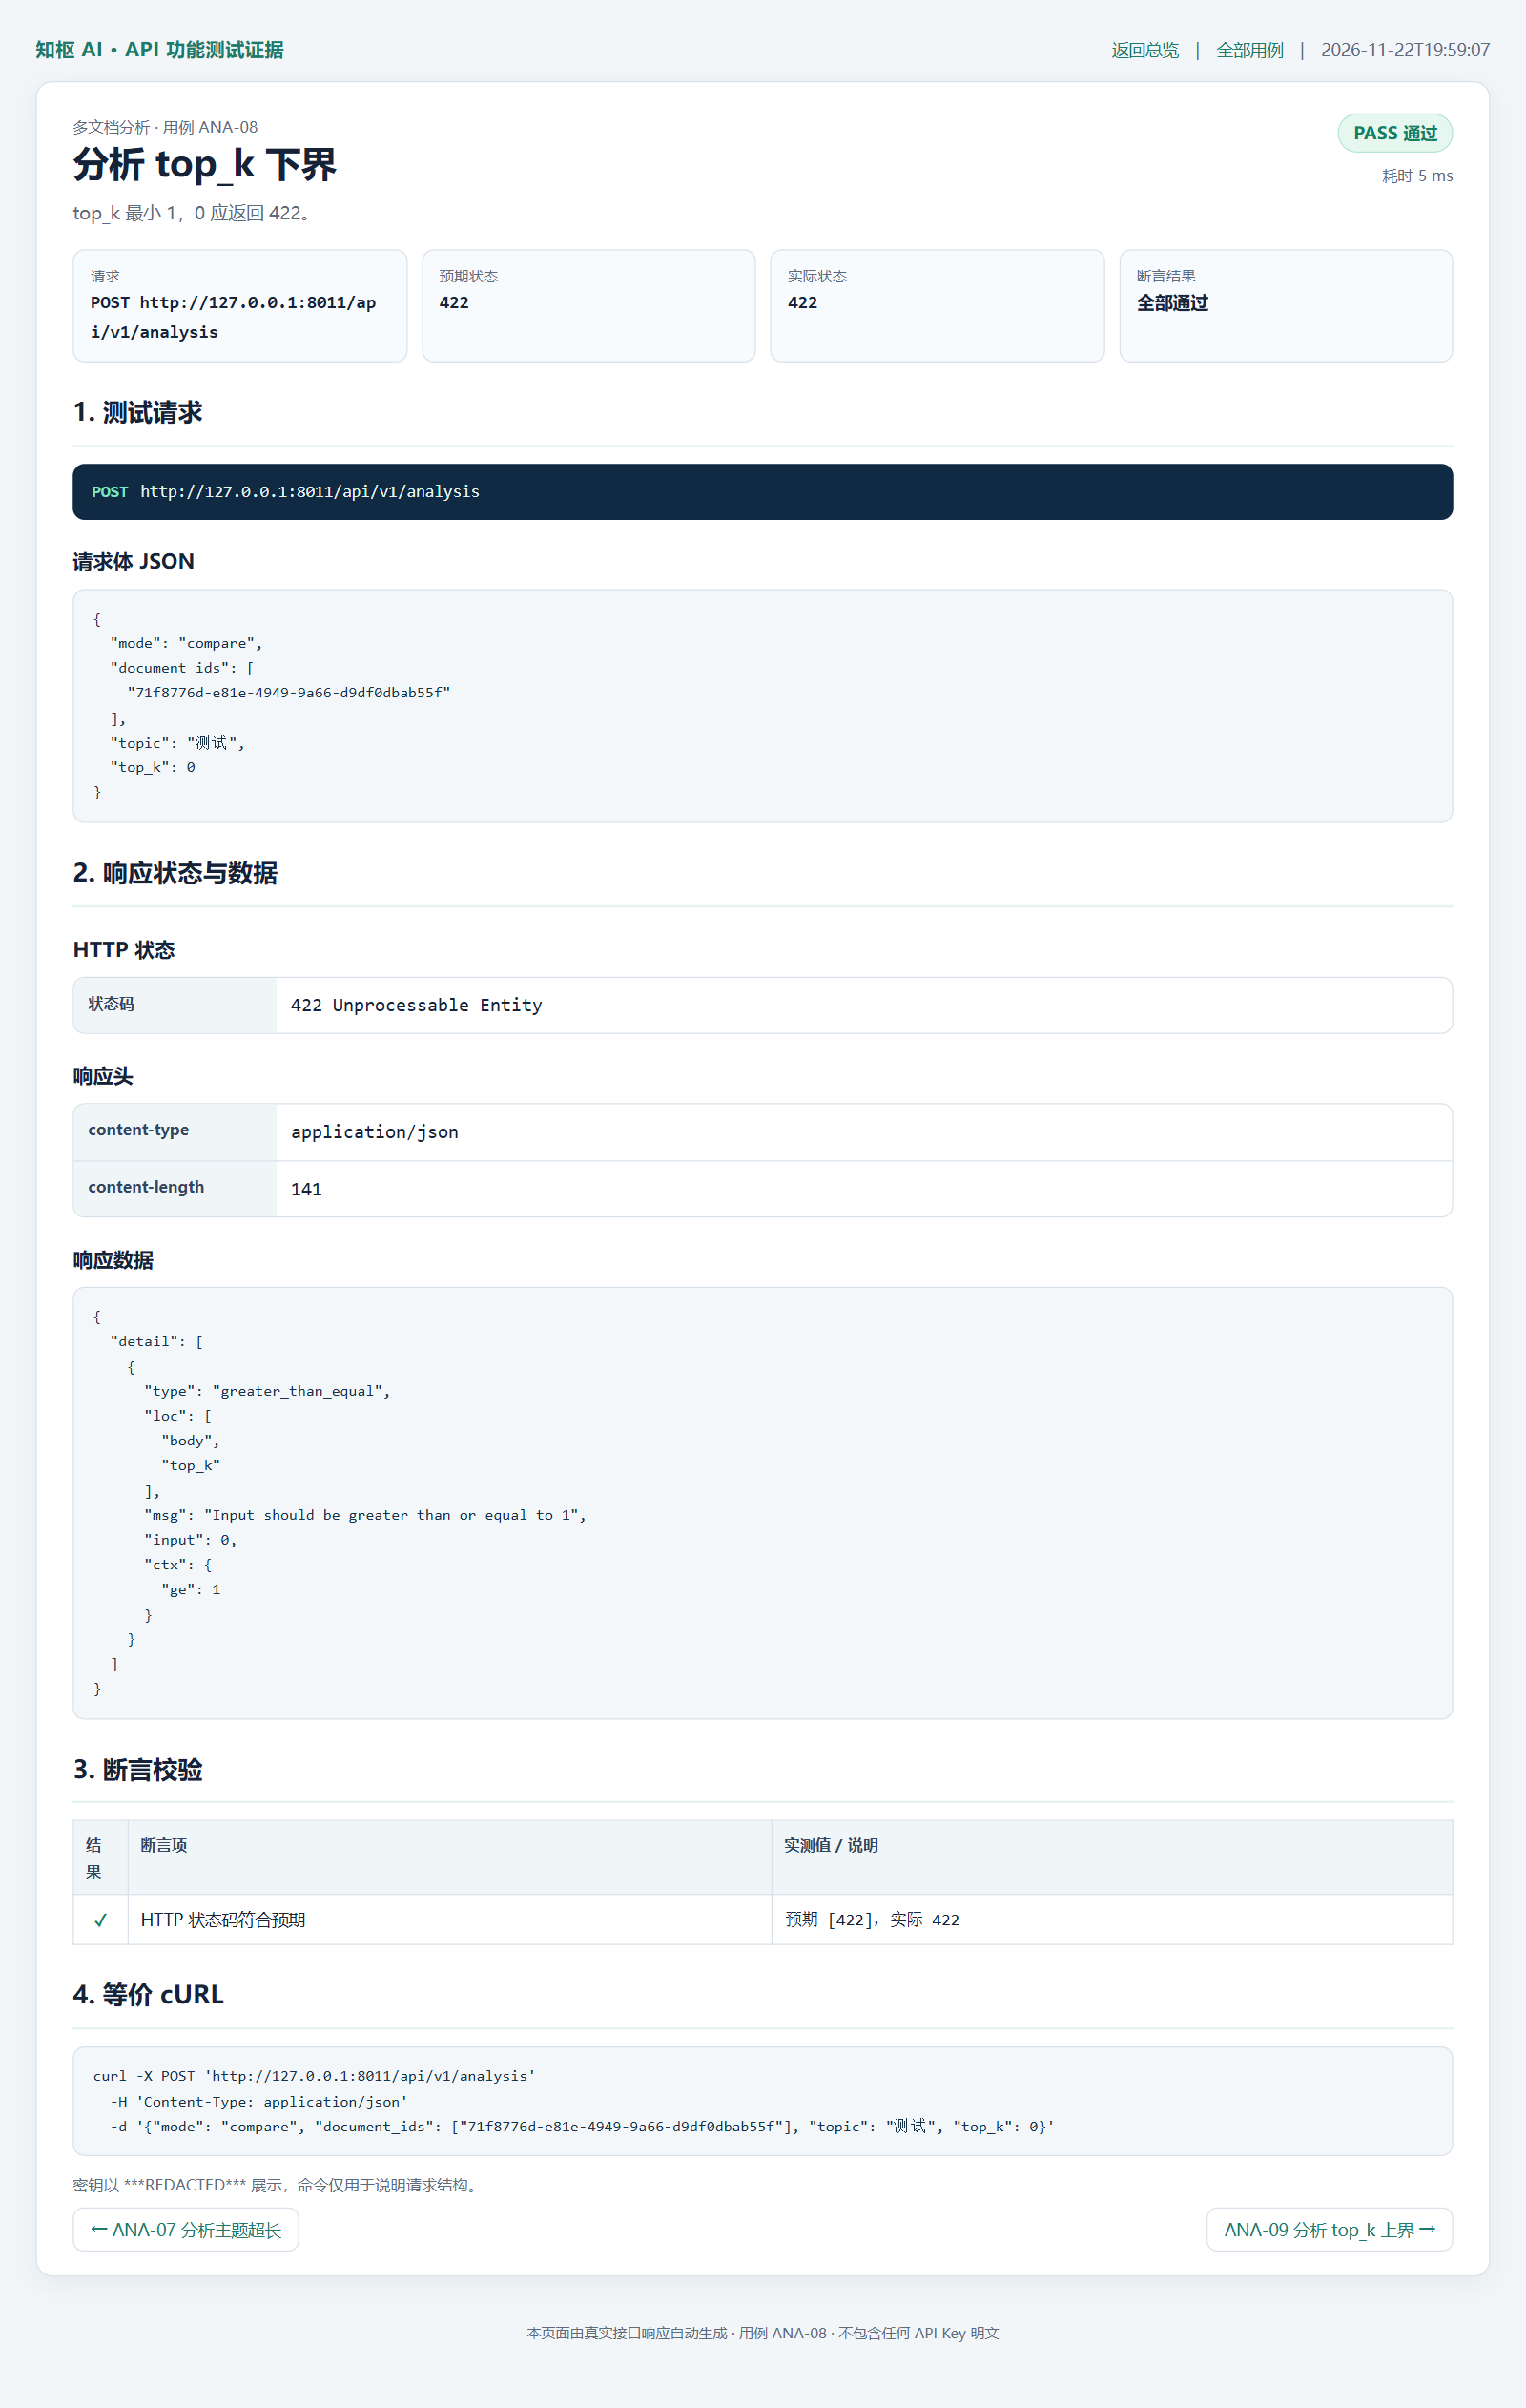 知枢 AI · API 功能测试证据
返回总览 | 全部用例 | 2026-11-22T19:59:07
多文档分析 · 用例 ANA-08
PASS 通过
分析 top_k 下界
耗时 5 ms
top_k 最小 1，0 应返回 422。
请求
POST http://127.0.0.1:8011/ap
i/v1/analysis
预期状态
422
实际状态
422
断言结果
全部通过
1. 测试请求
POST http://127.0.0.1:8011/api/v1/analysis
请求体 JSON
{
  "mode": "compare",
  "document_ids": [
    "71f8776d-e81e-4949-9a66-d9df0dbab55f"
  ],
  "topic": "测试",
  "top_k": 0
}
2. 响应状态与数据
HTTP 状态
状态码 422 Unprocessable Entity
响应头
content-type application/json
content-length 141
响应数据
{
  "detail": [
    {
      "type": "greater_than_equal",
      "loc": [
        "body",
        "top_k"
      ],
      "msg": "Input should be greater than or equal to 1",
      "input": 0,
      "ctx": {
        "ge": 1
      }
    }
  ]
}
3. 断言校验
结果 断言项 实测值 / 说明
✓ HTTP 状态码符合预期 预期 [422]，实际 422
4. 等价 cURL
curl -X POST 'http://127.0.0.1:8011/api/v1/analysis'
  -H 'Content-Type: application/json'
  -d '{"mode": "compare", "document_ids": ["71f8776d-e81e-4949-9a66-d9df0dbab55f"], "topic": "测试", "top_k": 0}'
密钥以 ***REDACTED*** 展示，命令仅用于说明请求结构。
← ANA-07 分析主题超长
ANA-09 分析 top_k 上界 →
本页面由真实接口响应自动生成 · 用例 ANA-08 · 不包含任何 API Key 明文